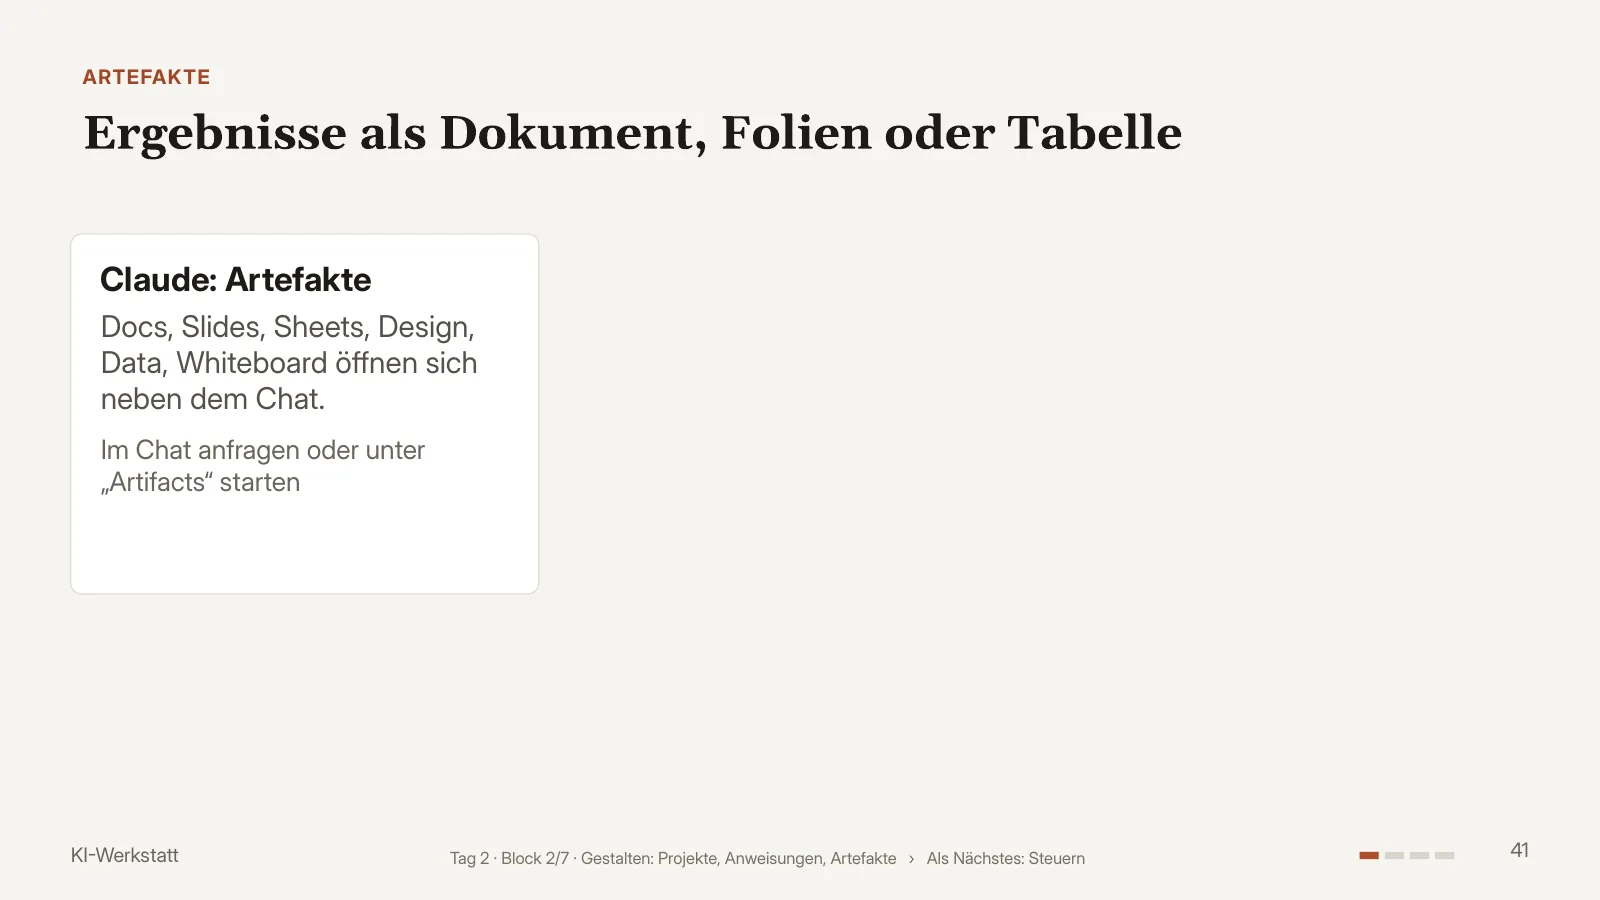 ARTEFAKTE
Ergebnisse als Dokument, Folien oder Tabelle
Claude: Artefakte
Docs, Slides, Sheets, Design,
Data, Whiteboard öffnen sich
neben dem Chat.
Im Chat anfragen oder unter
„Artifacts“ starten
KI-Werkstatt
Tag 2 · Block 2/7 · Gestalten: Projekte, Anweisungen, Artefakte › Als Nächstes: Steuern
41